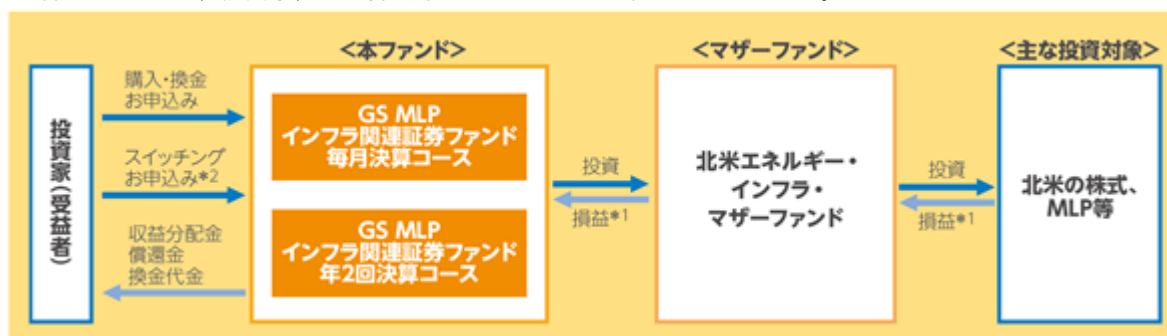 <本ファンド>
<マザーファンド>
<主な投資対象>
投資家(受益者)
購入・換金
お申込み
スイッチング
お申込み*2
収益分配金
償還金
換金代金
GS MLP
インフラ関連証券ファンド
毎月決算コース
GS MLP
インフラ関連証券ファンド
年2回決算コース
投資
損益*1
北米エネルギー・
インフラ・
マザーファンド
投資
損益*1
北米の株式、
MLP等